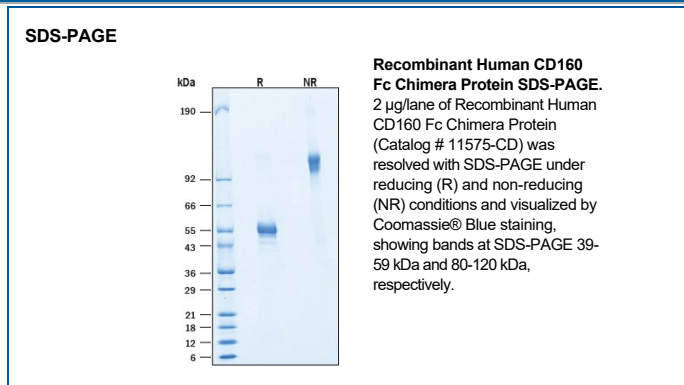 SDS-PAGE
kDa R NR
190
92
66
55
43
36
29
21
18
12
6
Recombinant Human CD160
Fc Chimera Protein SDS-PAGE.
2 μg/lane of Recombinant Human
CD160 Fc Chimera Protein
(Catalog # 11575-CD) was
resolved with SDS-PAGE under
reducing (R) and non-reducing
(NR) conditions and visualized by
Coomassie® Blue staining,
showing bands at SDS-PAGE 39-
59 kDa and 80-120 kDa,
respectively.